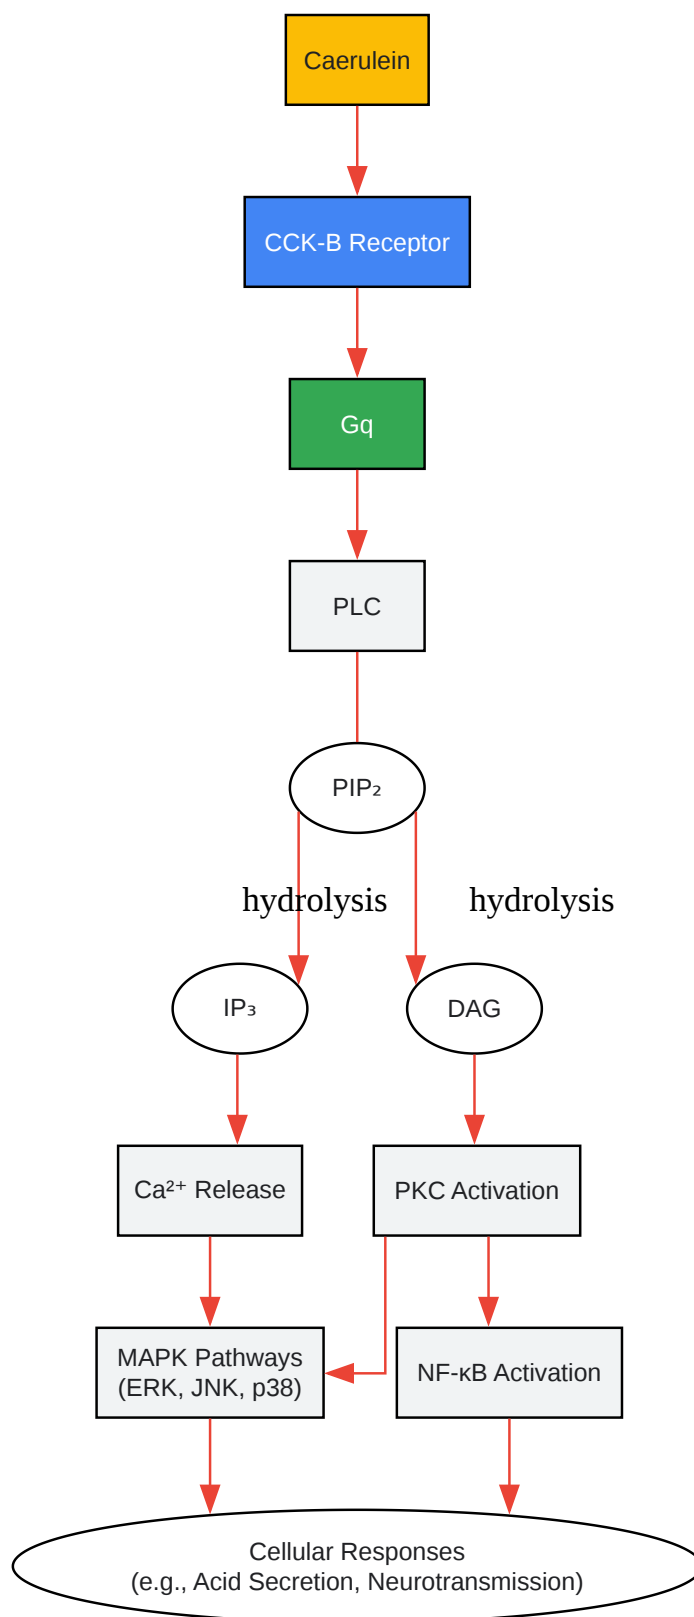 Caerulein
CCK-B Receptor
Gq
PLC
PIP₂
hydrolysis
hydrolysis
IP₃
DAG
Ca²⁺ Release
PKC Activation
MAPK Pathways
(ERK, JNK, p38)
NF-κB Activation
Cellular Responses
(e.g., Acid Secretion, Neurotransmission)